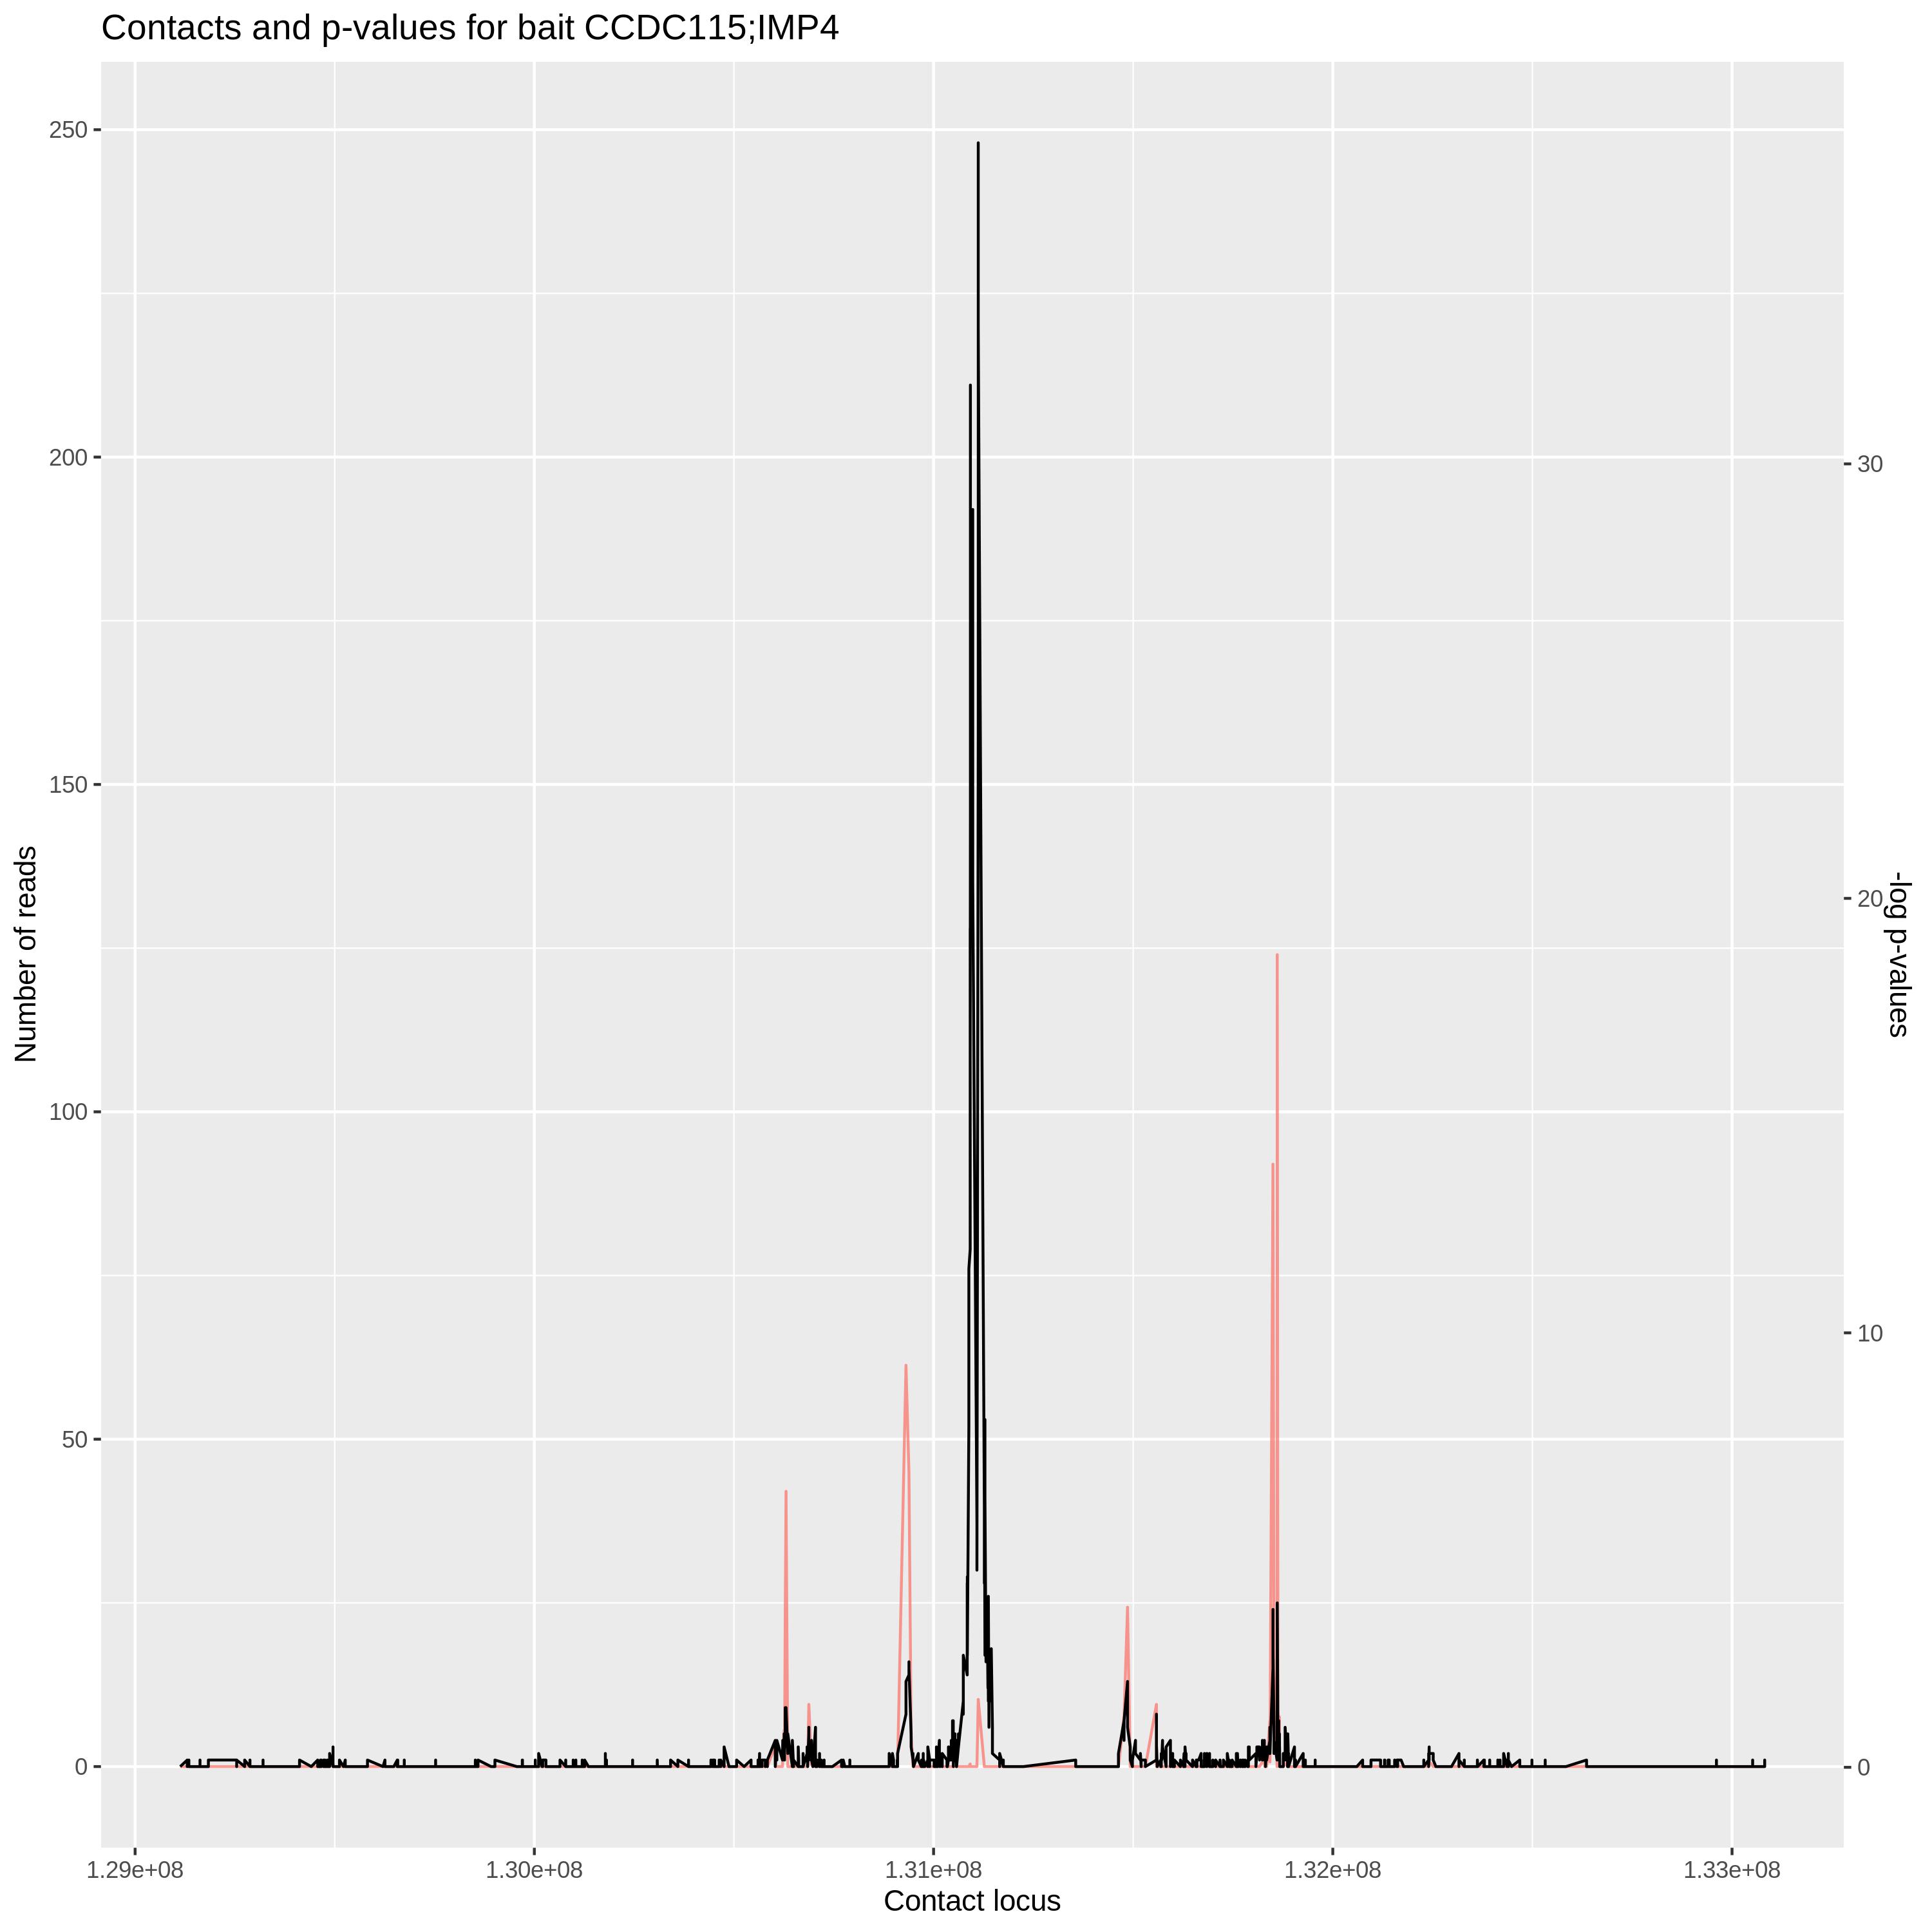 Contacts and p-values for bait CCDC115;IMP4
250
200
150
100
50
0
Number of reads
30
20
10
0
-log p-values
1.29e+08
1.30e+08
1.31e+08
1.32e+08
1.33e+08
Contact locus